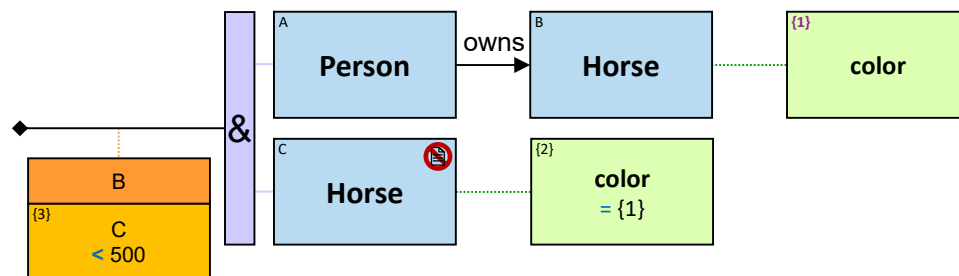 A
Person
owns
B
Horse
{1}
color
&
C
Horse
{2}
color
= {1}
B
{3}
C
< 500